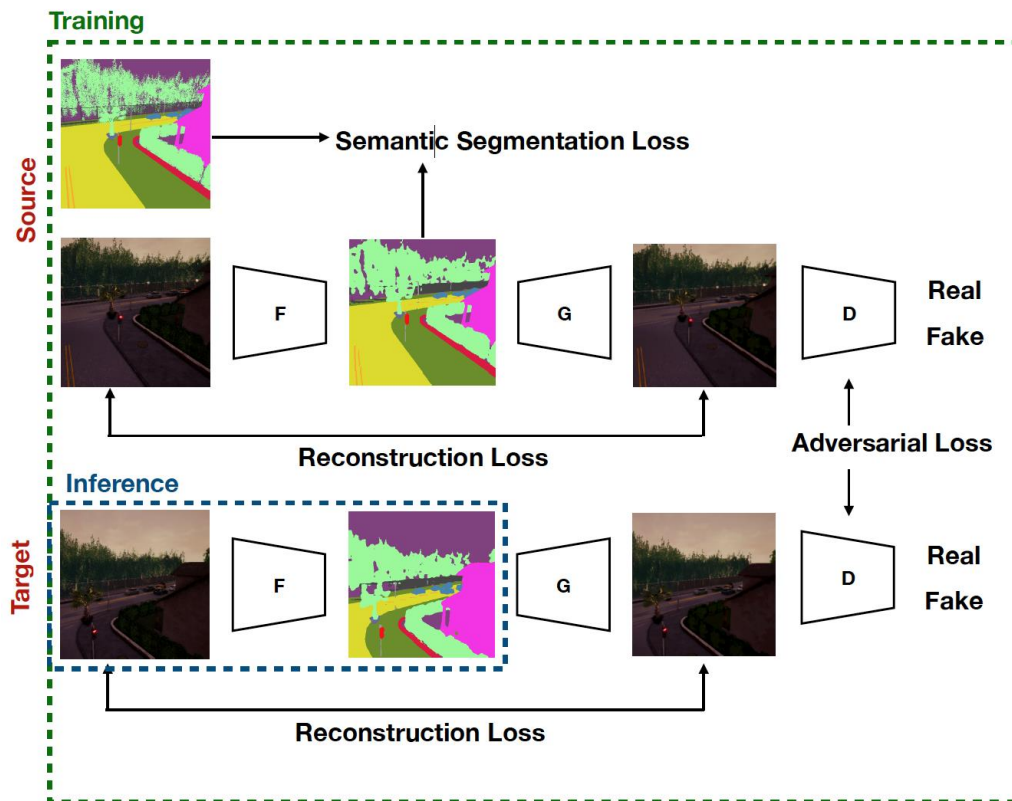 Training
Source
Semantic Segmentation Loss
F
G
D
Real
Fake
Reconstruction Loss
Adversarial Loss
Inference
Target
F
G
D
Real
Fake
Reconstruction Loss